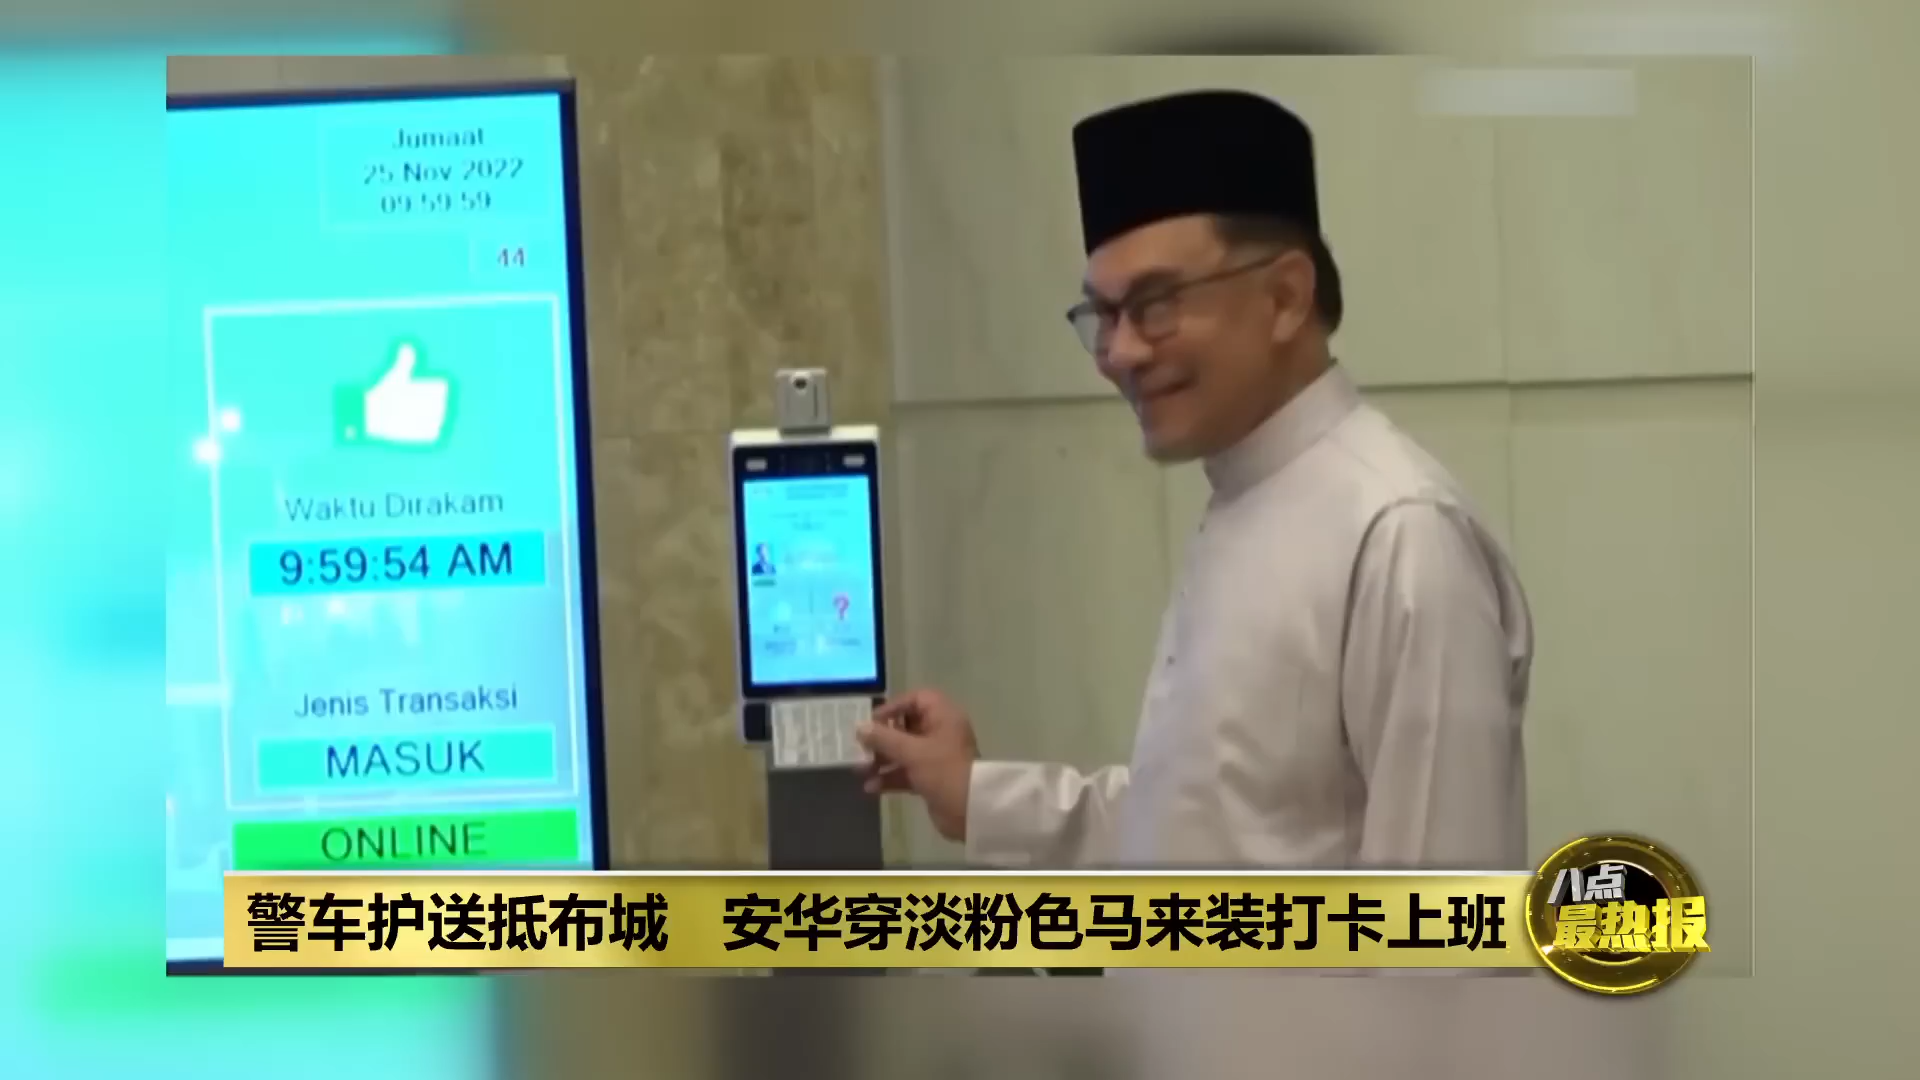 Jumaat
25 Nov 2022
09:59:59
44
Waktu Dirakam
9:59:54 AM
Jenis Transaksi
MASUK
ONLINE
?
警车护送抵布城 安华穿淡粉色马来装打卡上班
八点
最热报